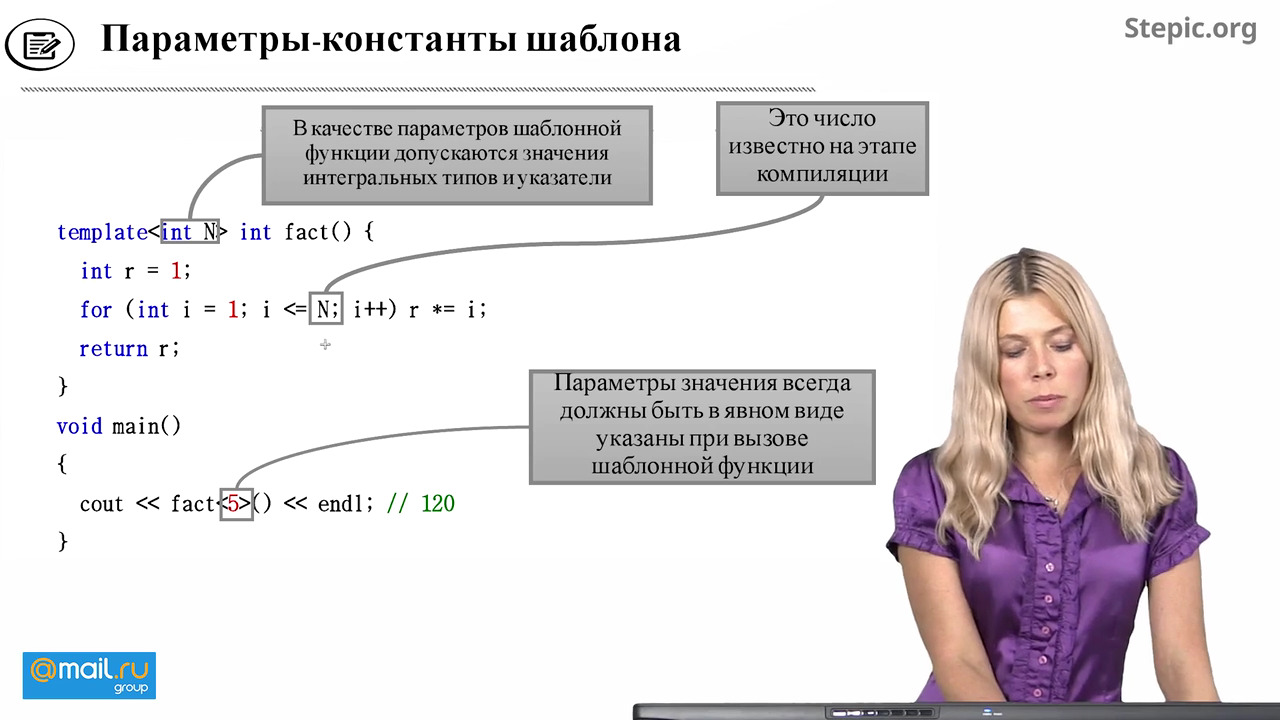 Параметры-константы шаблона
Stepic.org
В качестве параметров шаблонной
функции допускаются значения
интегральных типов и указатели
Это число
известно на этапе
компиляции
template<int N> int fact() {
int r = 1;
for (int i = 1; i <= N; i++) r *= i;
return r;
}
Параметры значения всегда
должны быть в явном виде
указаны при вызове
шаблонной функции
void main()
{
cout << fact<5>() << endl; // 120
}
@mail.ru
group